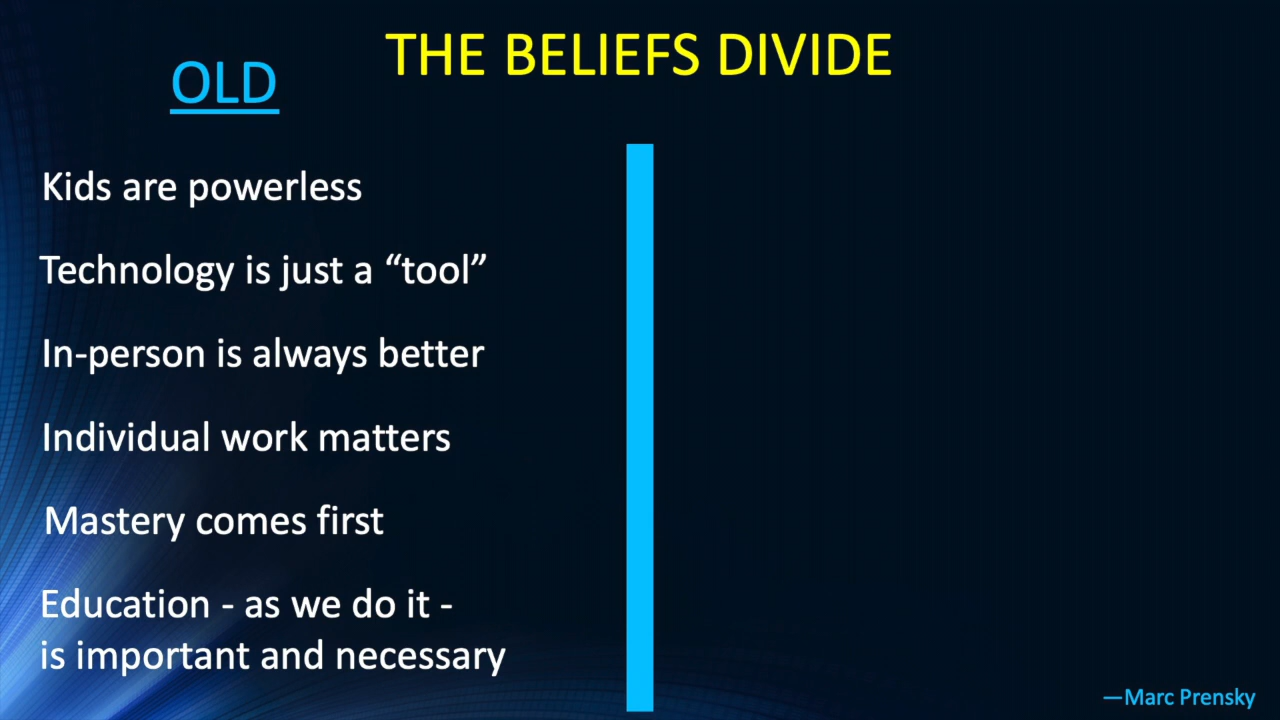 THE BELIEFS DIVIDE
OLD
Kids are powerless
Technology is just a “tool”
In-person is always better
Individual work matters
Mastery comes first
Education - as we do it -
is important and necessary
—Marc Prensky